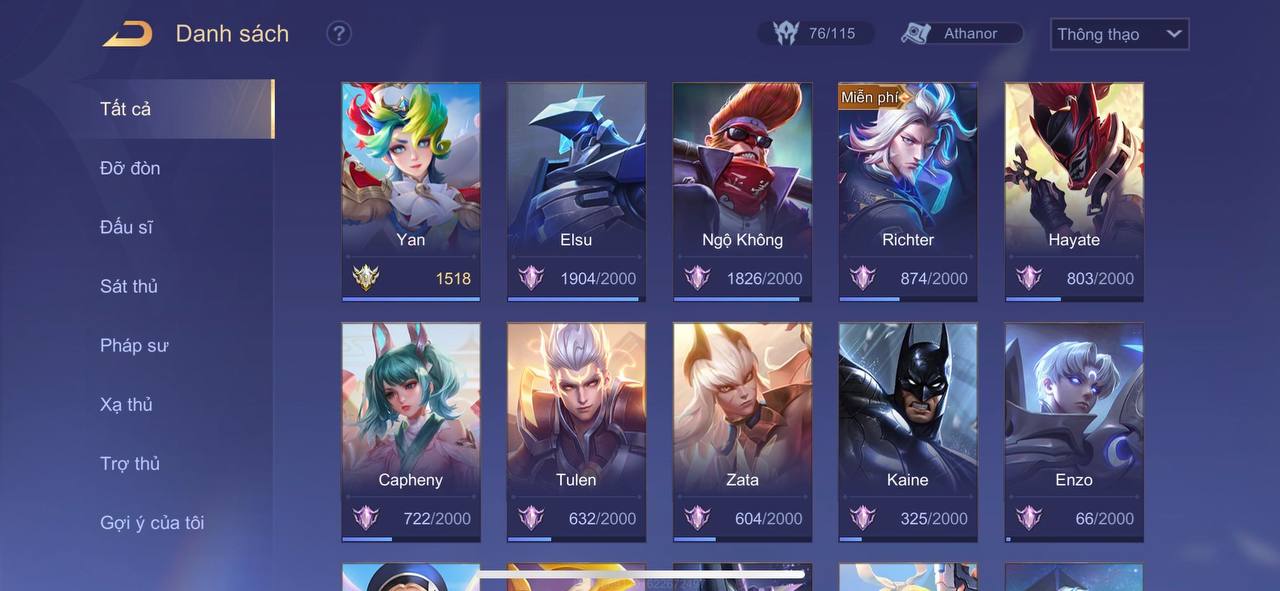 Danh sách
?
76/115
Athanor
Thông thạo
Tất cả
Đỡ đòn
Đấu sĩ
Sát thủ
Pháp sư
Xạ thủ
Trợ thủ
Gợi ý của tôi
Miễn phí
Yan
Elsu
Ngộ Không
Richter
Hayate
1518
1904/2000
1826/2000
874/2000
803/2000
Capheny
Tulen
Zata
Kaine
Enzo
722/2000
632/2000
604/2000
325/2000
66/2000